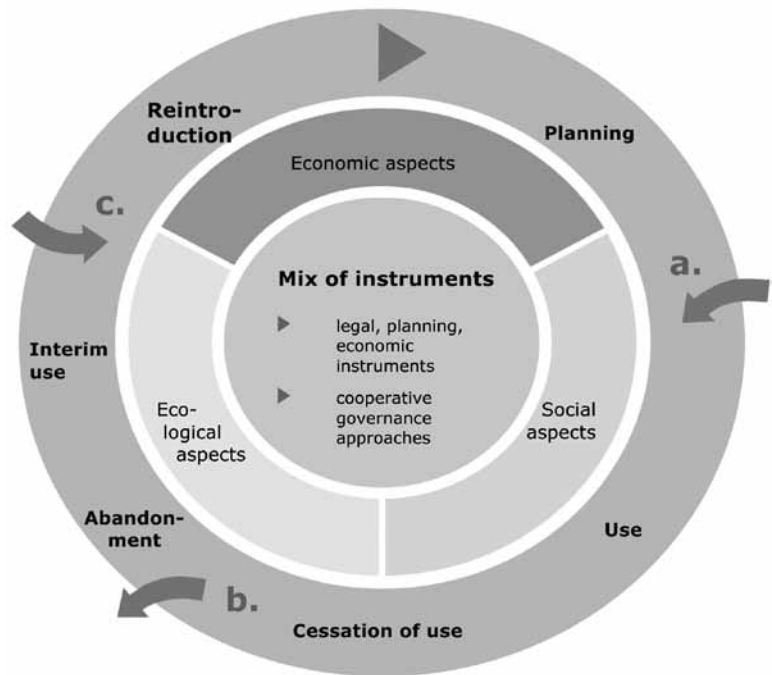 Reintro-
duction
Planning
Economic aspects
c.
a.
Mix of instruments
legal, planning,
economic
instruments
cooperative
governance
approaches
Interim
use
Eco-
logical
aspects
Social
aspects
Abandon-
ment
Use
b.
Cessation of use